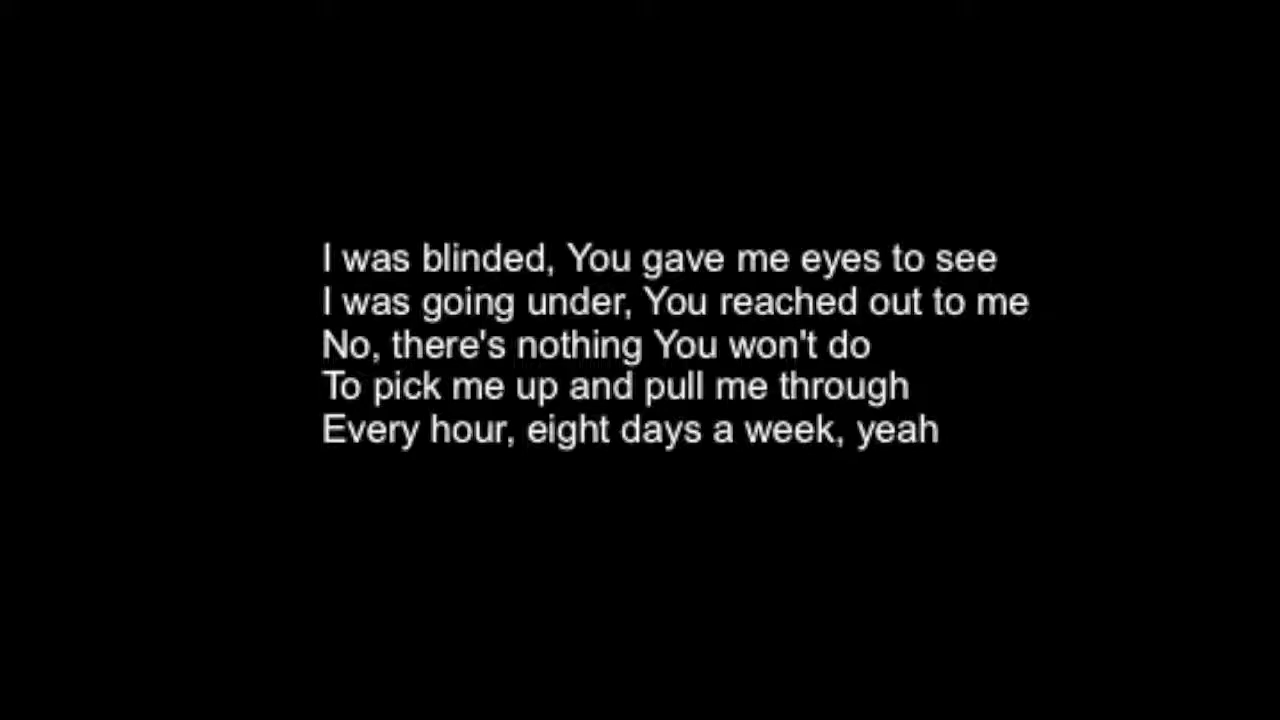 I was blinded, You gave me eyes to see
I was going under, You reached out to me
No, there's nothing You won't do
To pick me up and pull me through
Every hour, eight days a week, yeah